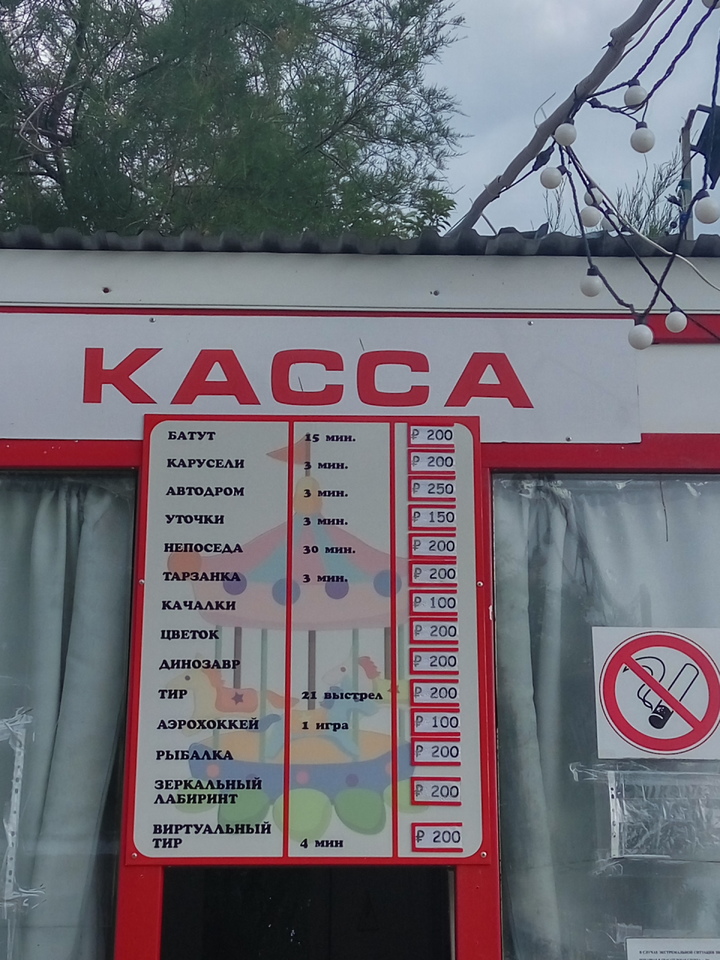 КАССА
БАТУТ 15 мин. ₽ 200
КАРУСЕЛИ 3 мин. ₽ 200
АВТОДРОМ 3 мин. ₽ 250
УТОЧКИ 3 мин. ₽ 150
НЕПОСЕДА 30 мин. ₽ 200
ТАРЗАНКА 3 мин. ₽ 200
КАЧАЛКИ ₽ 100
ЦВЕТОК ₽ 200
ДИНОЗАВР ₽ 200
ТИР 21 выстрел ₽ 200
АЭРОХОККЕЙ 1 игра ₽ 100
РЫБАЛКА ₽ 200
ЗЕРКАЛЬНЫЙ
ЛАБИРИНТ ₽ 200
ВИРТУАЛЬНЫЙ
ТИР 4 мин ₽ 200